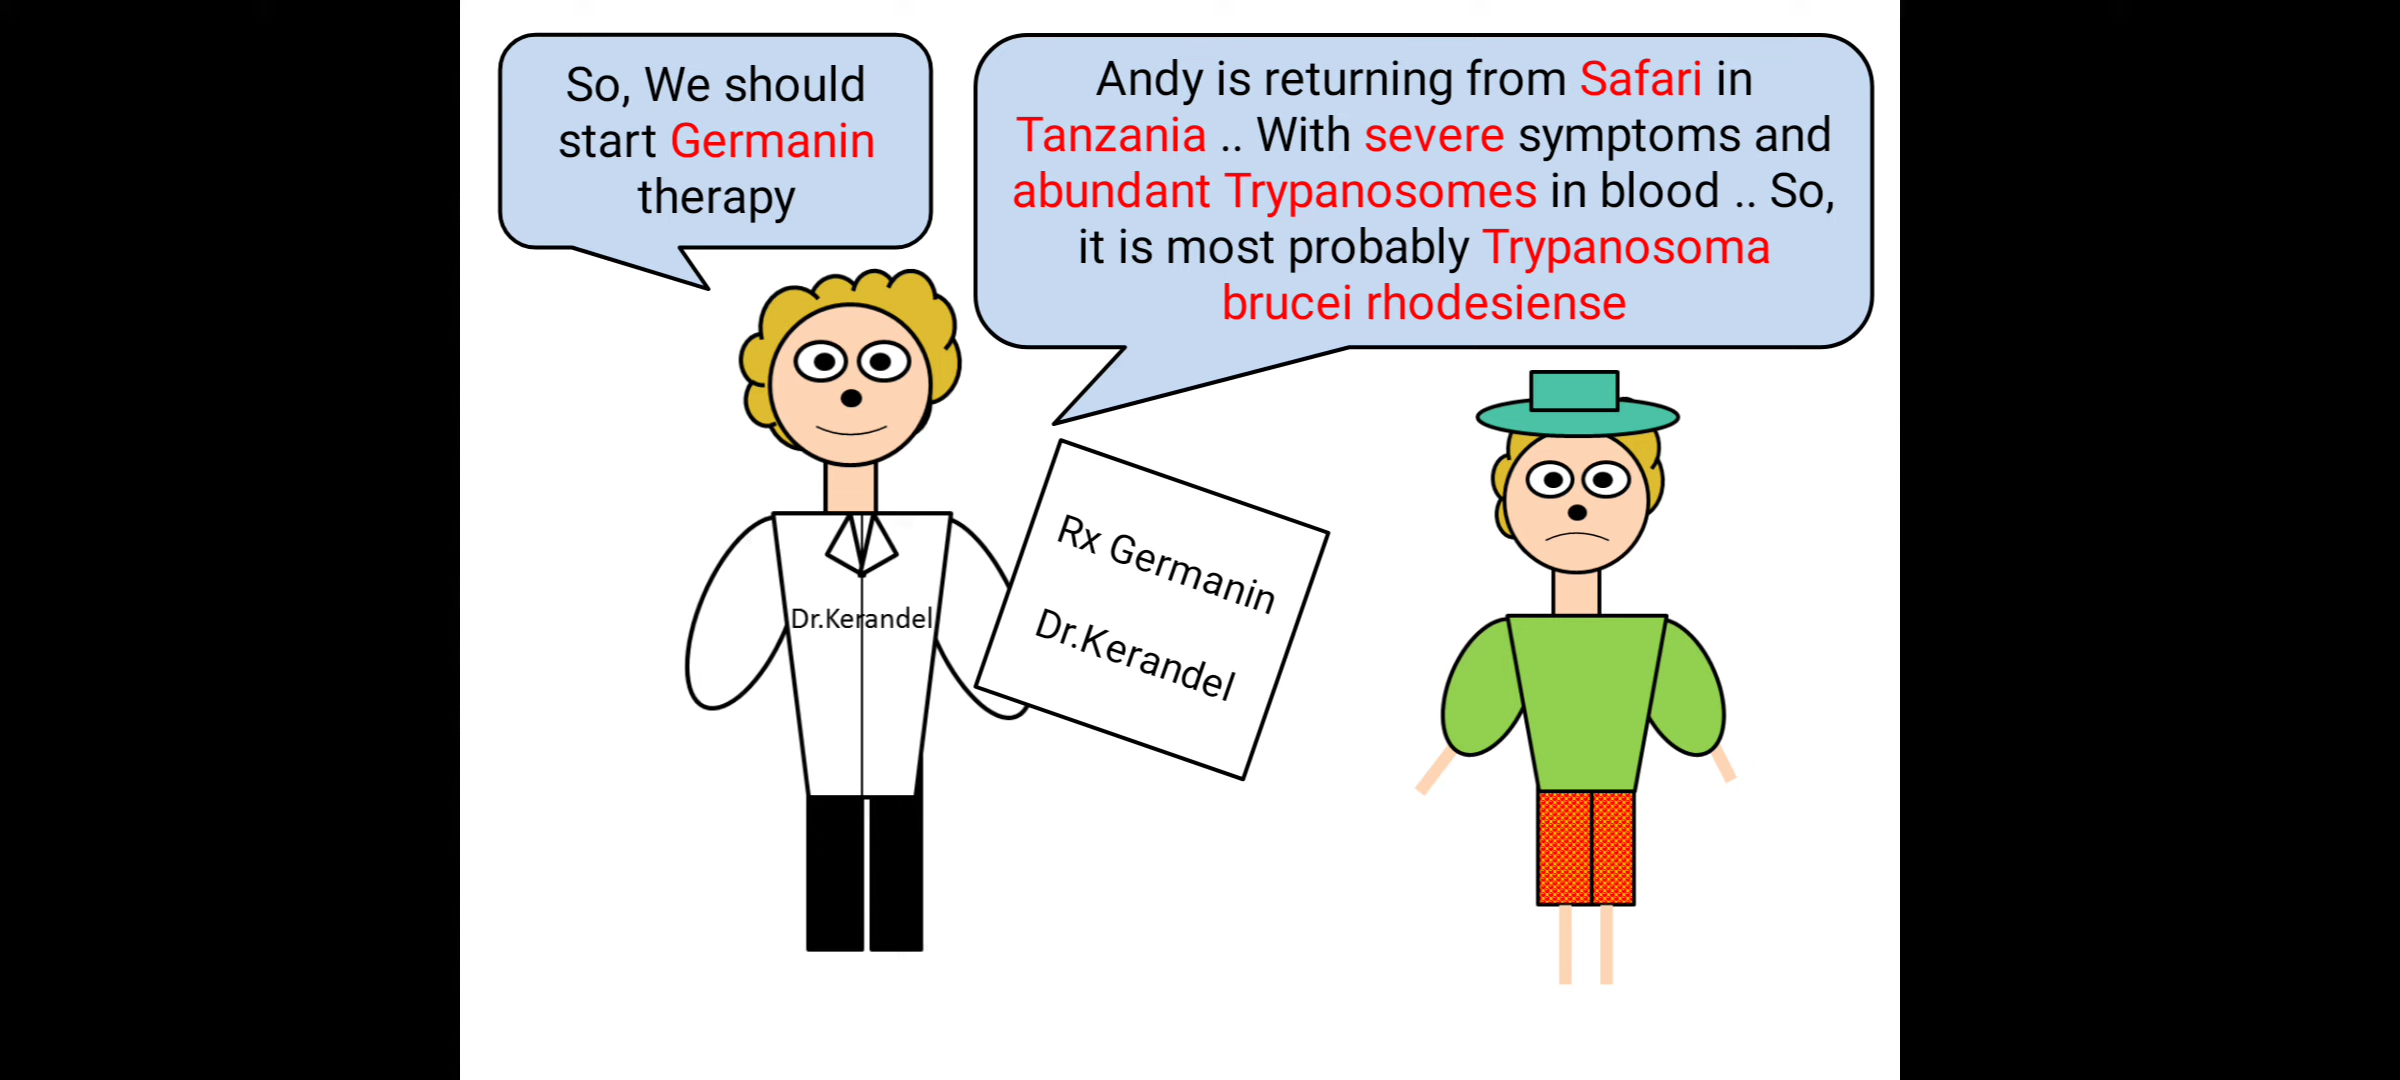 So, We should
start Germanin
therapy
Andy is returning from Safari in
Tanzania .. With severe symptoms and
abundant Trypanosomes in blood .. So,
it is most probably Trypanosoma
brucei rhodesiense
Rx Germanin
Dr.Kerandel
Dr.Kerandel